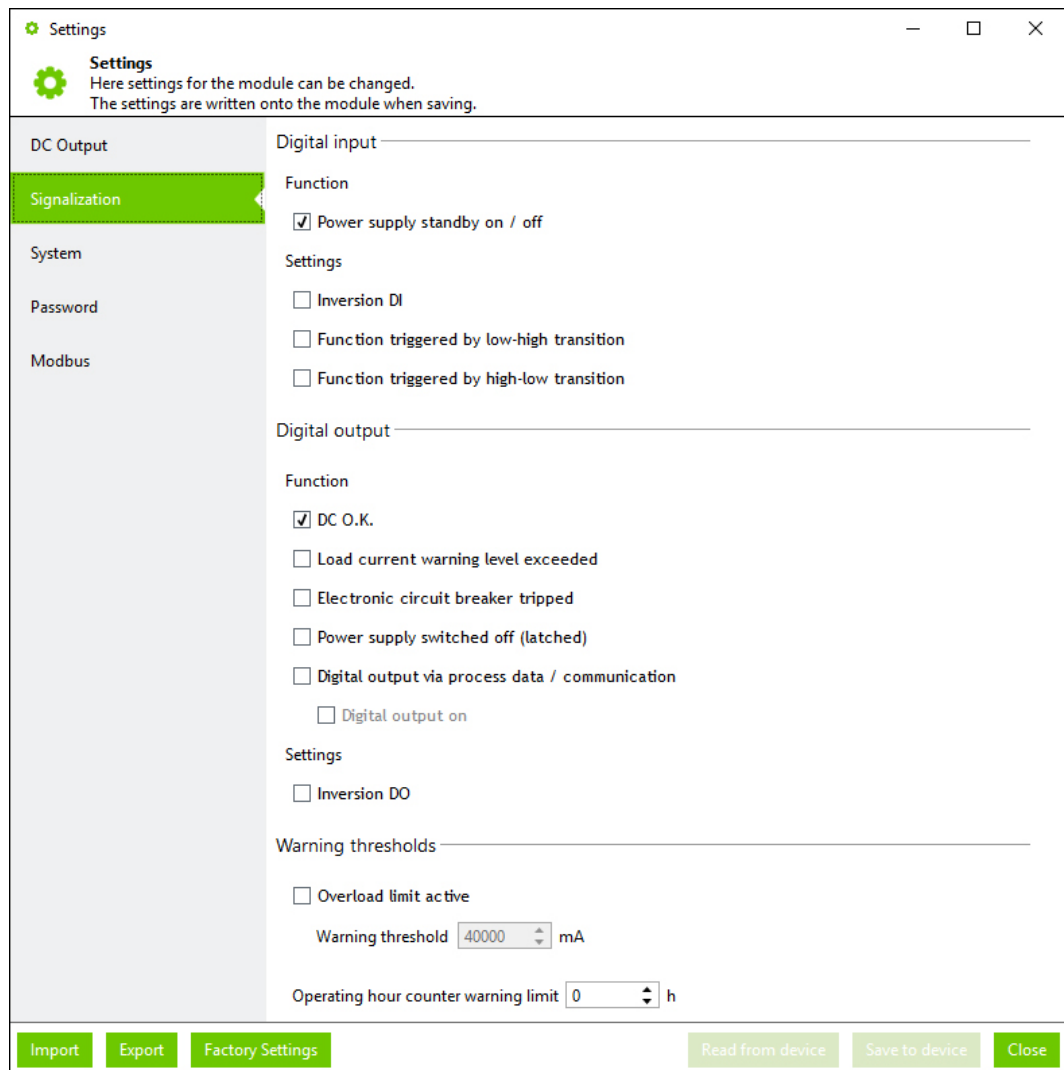 Settings
Settings
Here settings for the module can be changed.
The settings are written onto the module when saving.
DC Output
Signalization
System
Password
Modbus
Digital input
Function
Power supply standby on / off
Settings
Inversion DI
Function triggered by low-high transition
Function triggered by high-low transition
Digital output
Function
DC O.K.
Load current warning level exceeded
Electronic circuit breaker tripped
Power supply switched off (latched)
Digital output via process data / communication
Digital output on
Settings
Inversion DO
Warning thresholds
Overload limit active
Warning threshold 40000 mA
Operating hour counter warning limit 0 h
Import Export Factory Settings Read from device Save to device Close